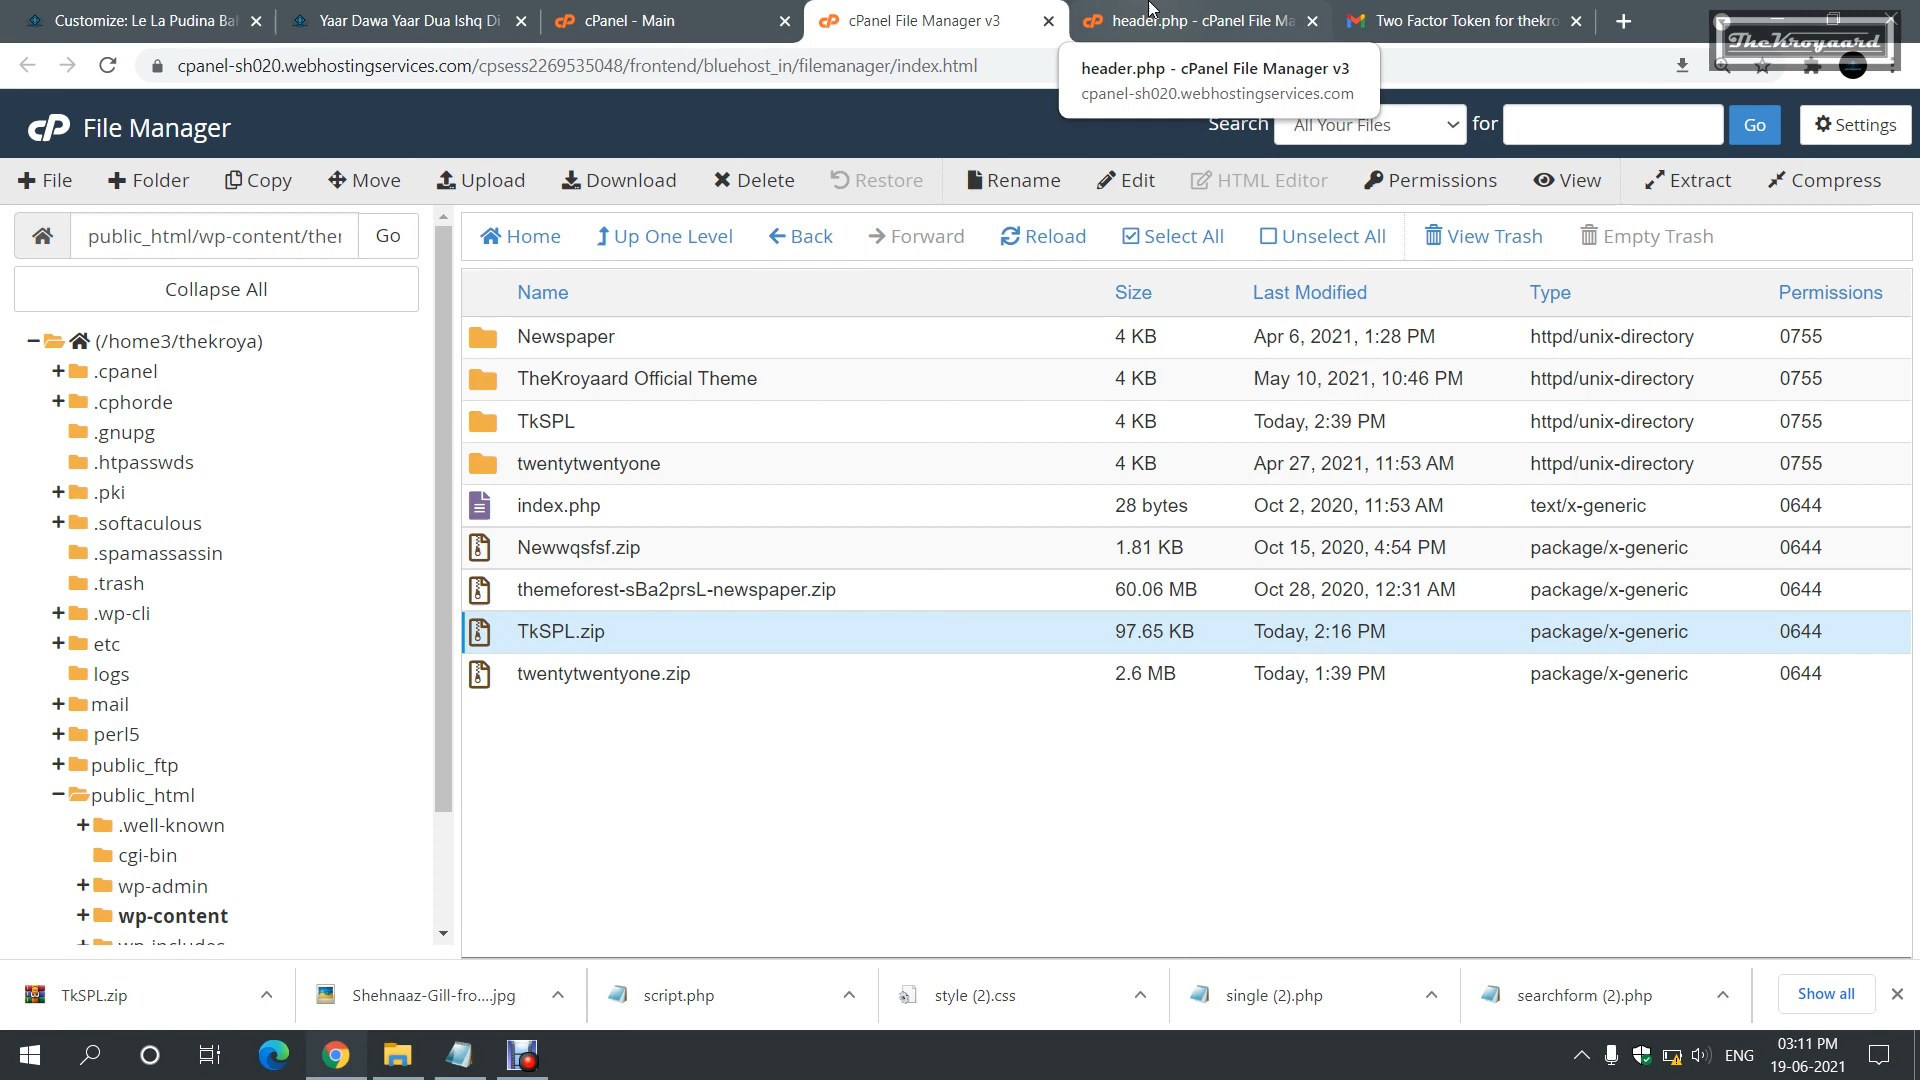 Customize: Le La Pudina Bal
Yaar Dawa Yaar Dua Ishq Di
cPanel - Main
cPanel File Manager v3
header.php - cPanel File Ma
Two Factor Token for thekro
TheKroyaard
cpanel-sh020.webhostingservices.com/cpsess2269535048/frontend/bluehost_in/filemanager/index.html
header.php - cPanel File Manager v3
cpanel-sh020.webhostingservices.com
cP File Manager
Search All Your Files for Go Settings
File Folder Copy Move Upload Download Delete Restore Rename Edit HTML Editor Permissions View Extract Compress
public_html/wp-content/ther Go
Home Up One Level Back Forward Reload Select All Unselect All View Trash Empty Trash
Collapse All
(/home3/thekroya)
.cpanel
.cphorde
.gnupg
.htpasswds
.pki
.softaculous
.spamassassin
.trash
.wp-cli
etc
logs
mail
perl5
public_ftp
public_html
.well-known
cgi-bin
wp-admin
wp-content
wp-includes
Name Size Last Modified Type Permissions
Newspaper 4 KB Apr 6, 2021, 1:28 PM httpd/unix-directory 0755
TheKroyaard Official Theme 4 KB May 10, 2021, 10:46 PM httpd/unix-directory 0755
TkSPL 4 KB Today, 2:39 PM httpd/unix-directory 0755
twentytwentyone 4 KB Apr 27, 2021, 11:53 AM httpd/unix-directory 0755
index.php 28 bytes Oct 2, 2020, 11:53 AM text/x-generic 0644
Newwqsfsf.zip 1.81 KB Oct 15, 2020, 4:54 PM package/x-generic 0644
themeforest-sBa2prsL-newspaper.zip 60.06 MB Oct 28, 2020, 12:31 AM package/x-generic 0644
TkSPL.zip 97.65 KB Today, 2:16 PM package/x-generic 0644
twentytwentyone.zip 2.6 MB Today, 1:39 PM package/x-generic 0644
TkSPL.zip
Shehnaaz-Gill-fro....jpg
script.php
style (2).css
single (2).php
searchform (2).php
Show all
ENG
03:11 PM
19-06-2021